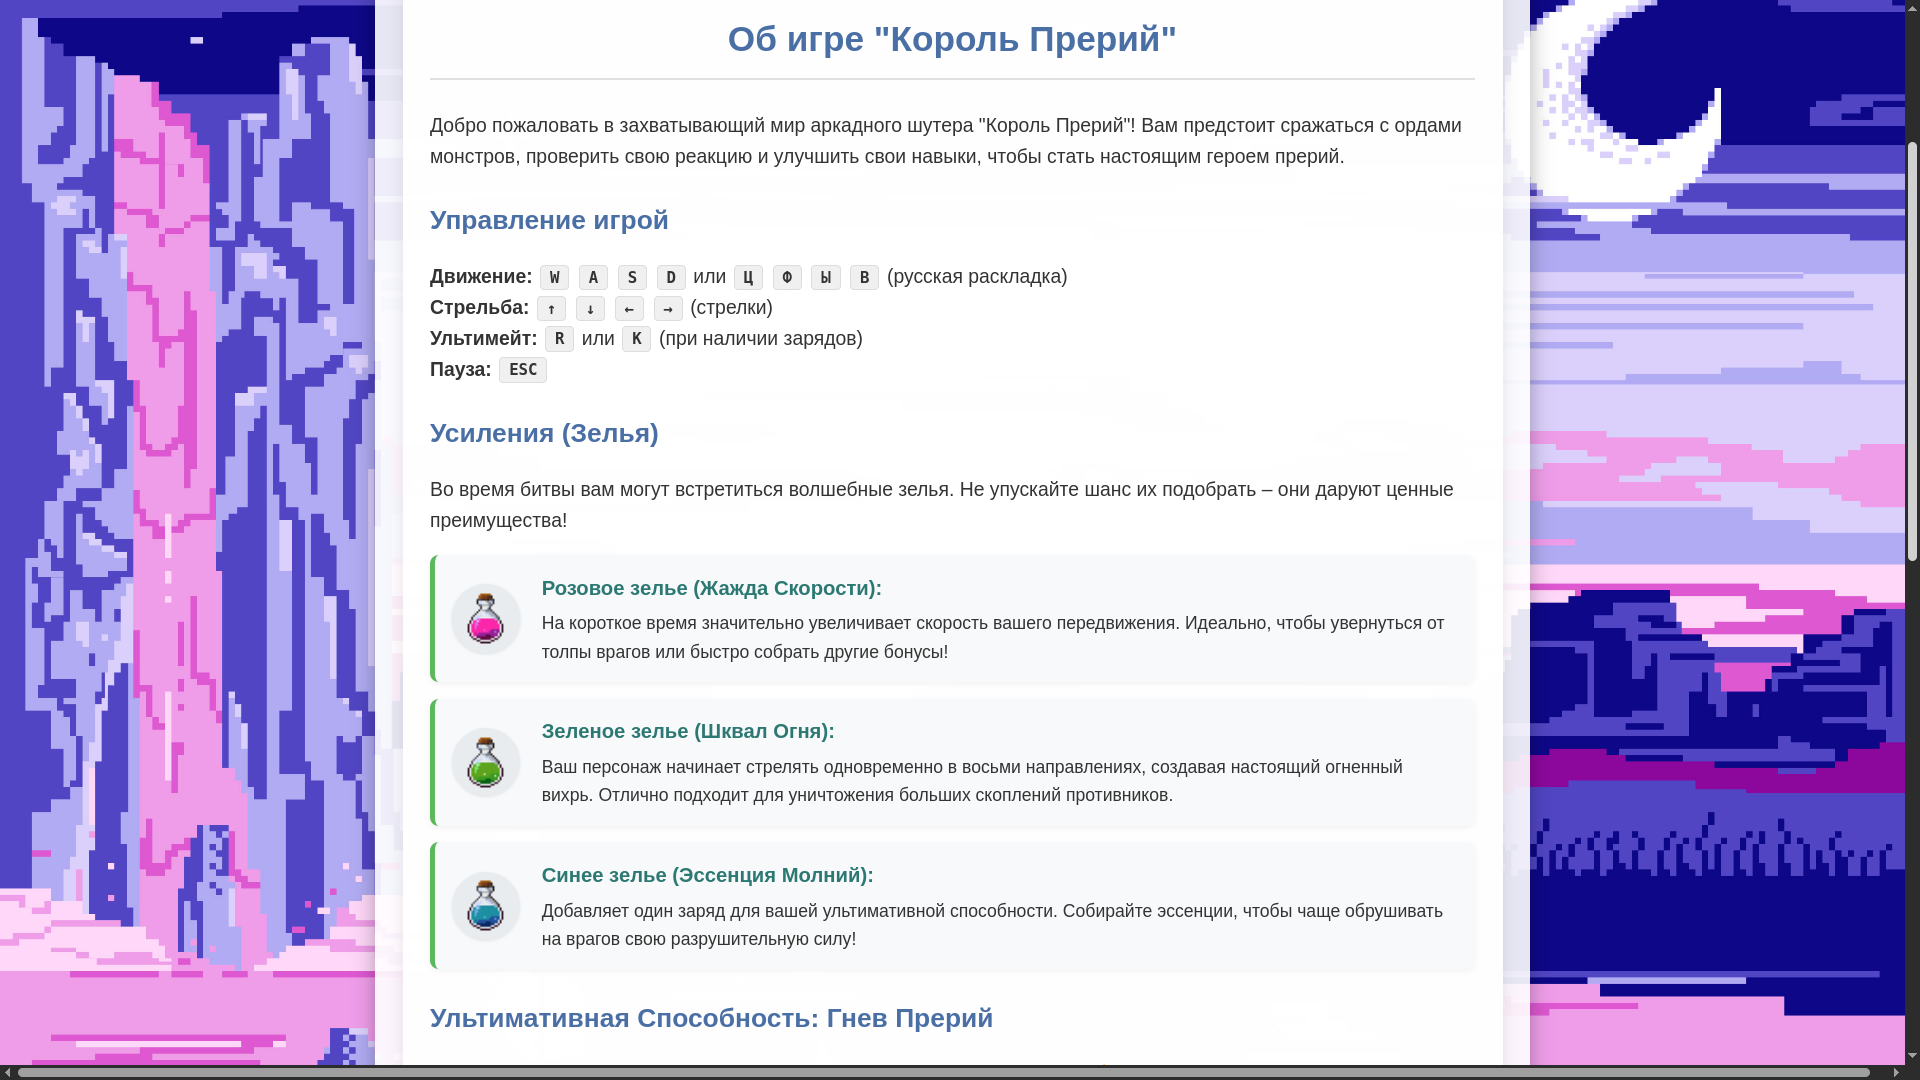 Об игре "Король Прерий"
Добро пожаловать в захватывающий мир аркадного шутера "Король Прерий"! Вам предстоит сражаться с ордами
монстров, проверить свою реакцию и улучшить свои навыки, чтобы стать настоящим героем прерий.
Управление игрой
Движение: W A S D или Ц Ф Ы В (русская раскладка)
Стрельба: ↑ ↓ ← → (стрелки)
Ультимейт: R или K (при наличии зарядов)
Пауза: ESC
Усиления (Зелья)
Во время битвы вам могут встретиться волшебные зелья. Не упускайте шанс их подобрать – они даруют ценные
преимущества!
Розовое зелье (Жажда Скорости):
На короткое время значительно увеличивает скорость вашего передвижения. Идеально, чтобы увернуться от
толпы врагов или быстро собрать другие бонусы!
Зеленое зелье (Шквал Огня):
Ваш персонаж начинает стрелять одновременно в восьми направлениях, создавая настоящий огненный
вихрь. Отлично подходит для уничтожения больших скоплений противников.
Синее зелье (Эссенция Молний):
Добавляет один заряд для вашей ультимативной способности. Собирайте эссенции, чтобы чаще обрушивать
на врагов свою разрушительную силу!
Ультимативная Способность: Гнев Прерий